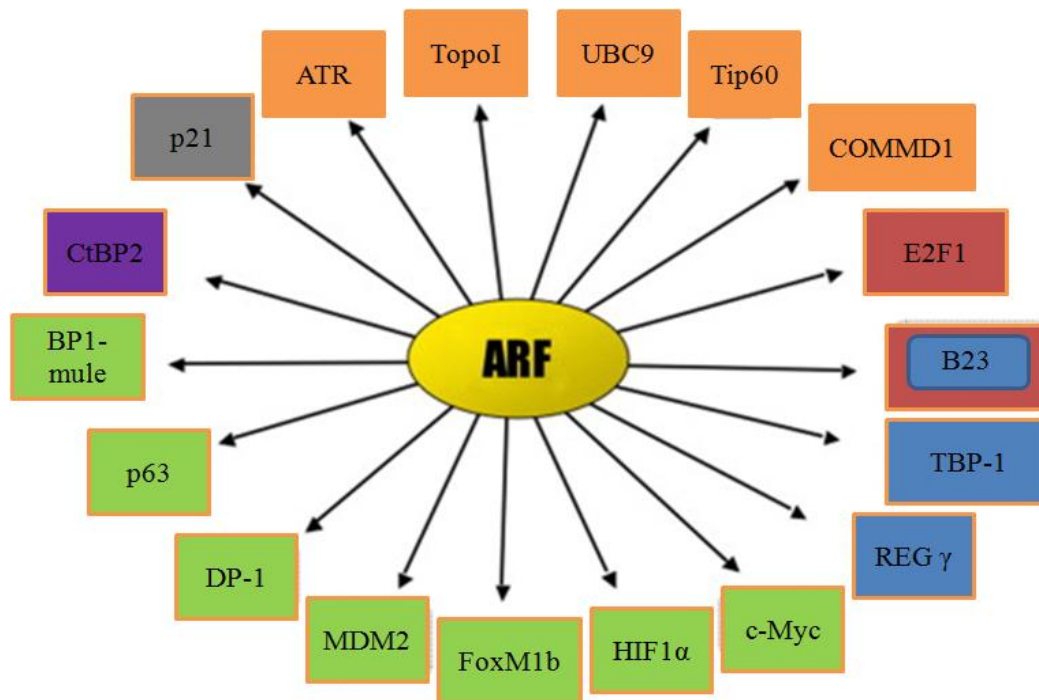 TopoI
UBC9
ATR
Tip60
p21
COMMD1
CtBP2
E2F1
BP1-
mule
ARF
B23
p63
TBP-1
DP-1
REG γ
MDM2
FoxM1b
HIF1α
c-Myc